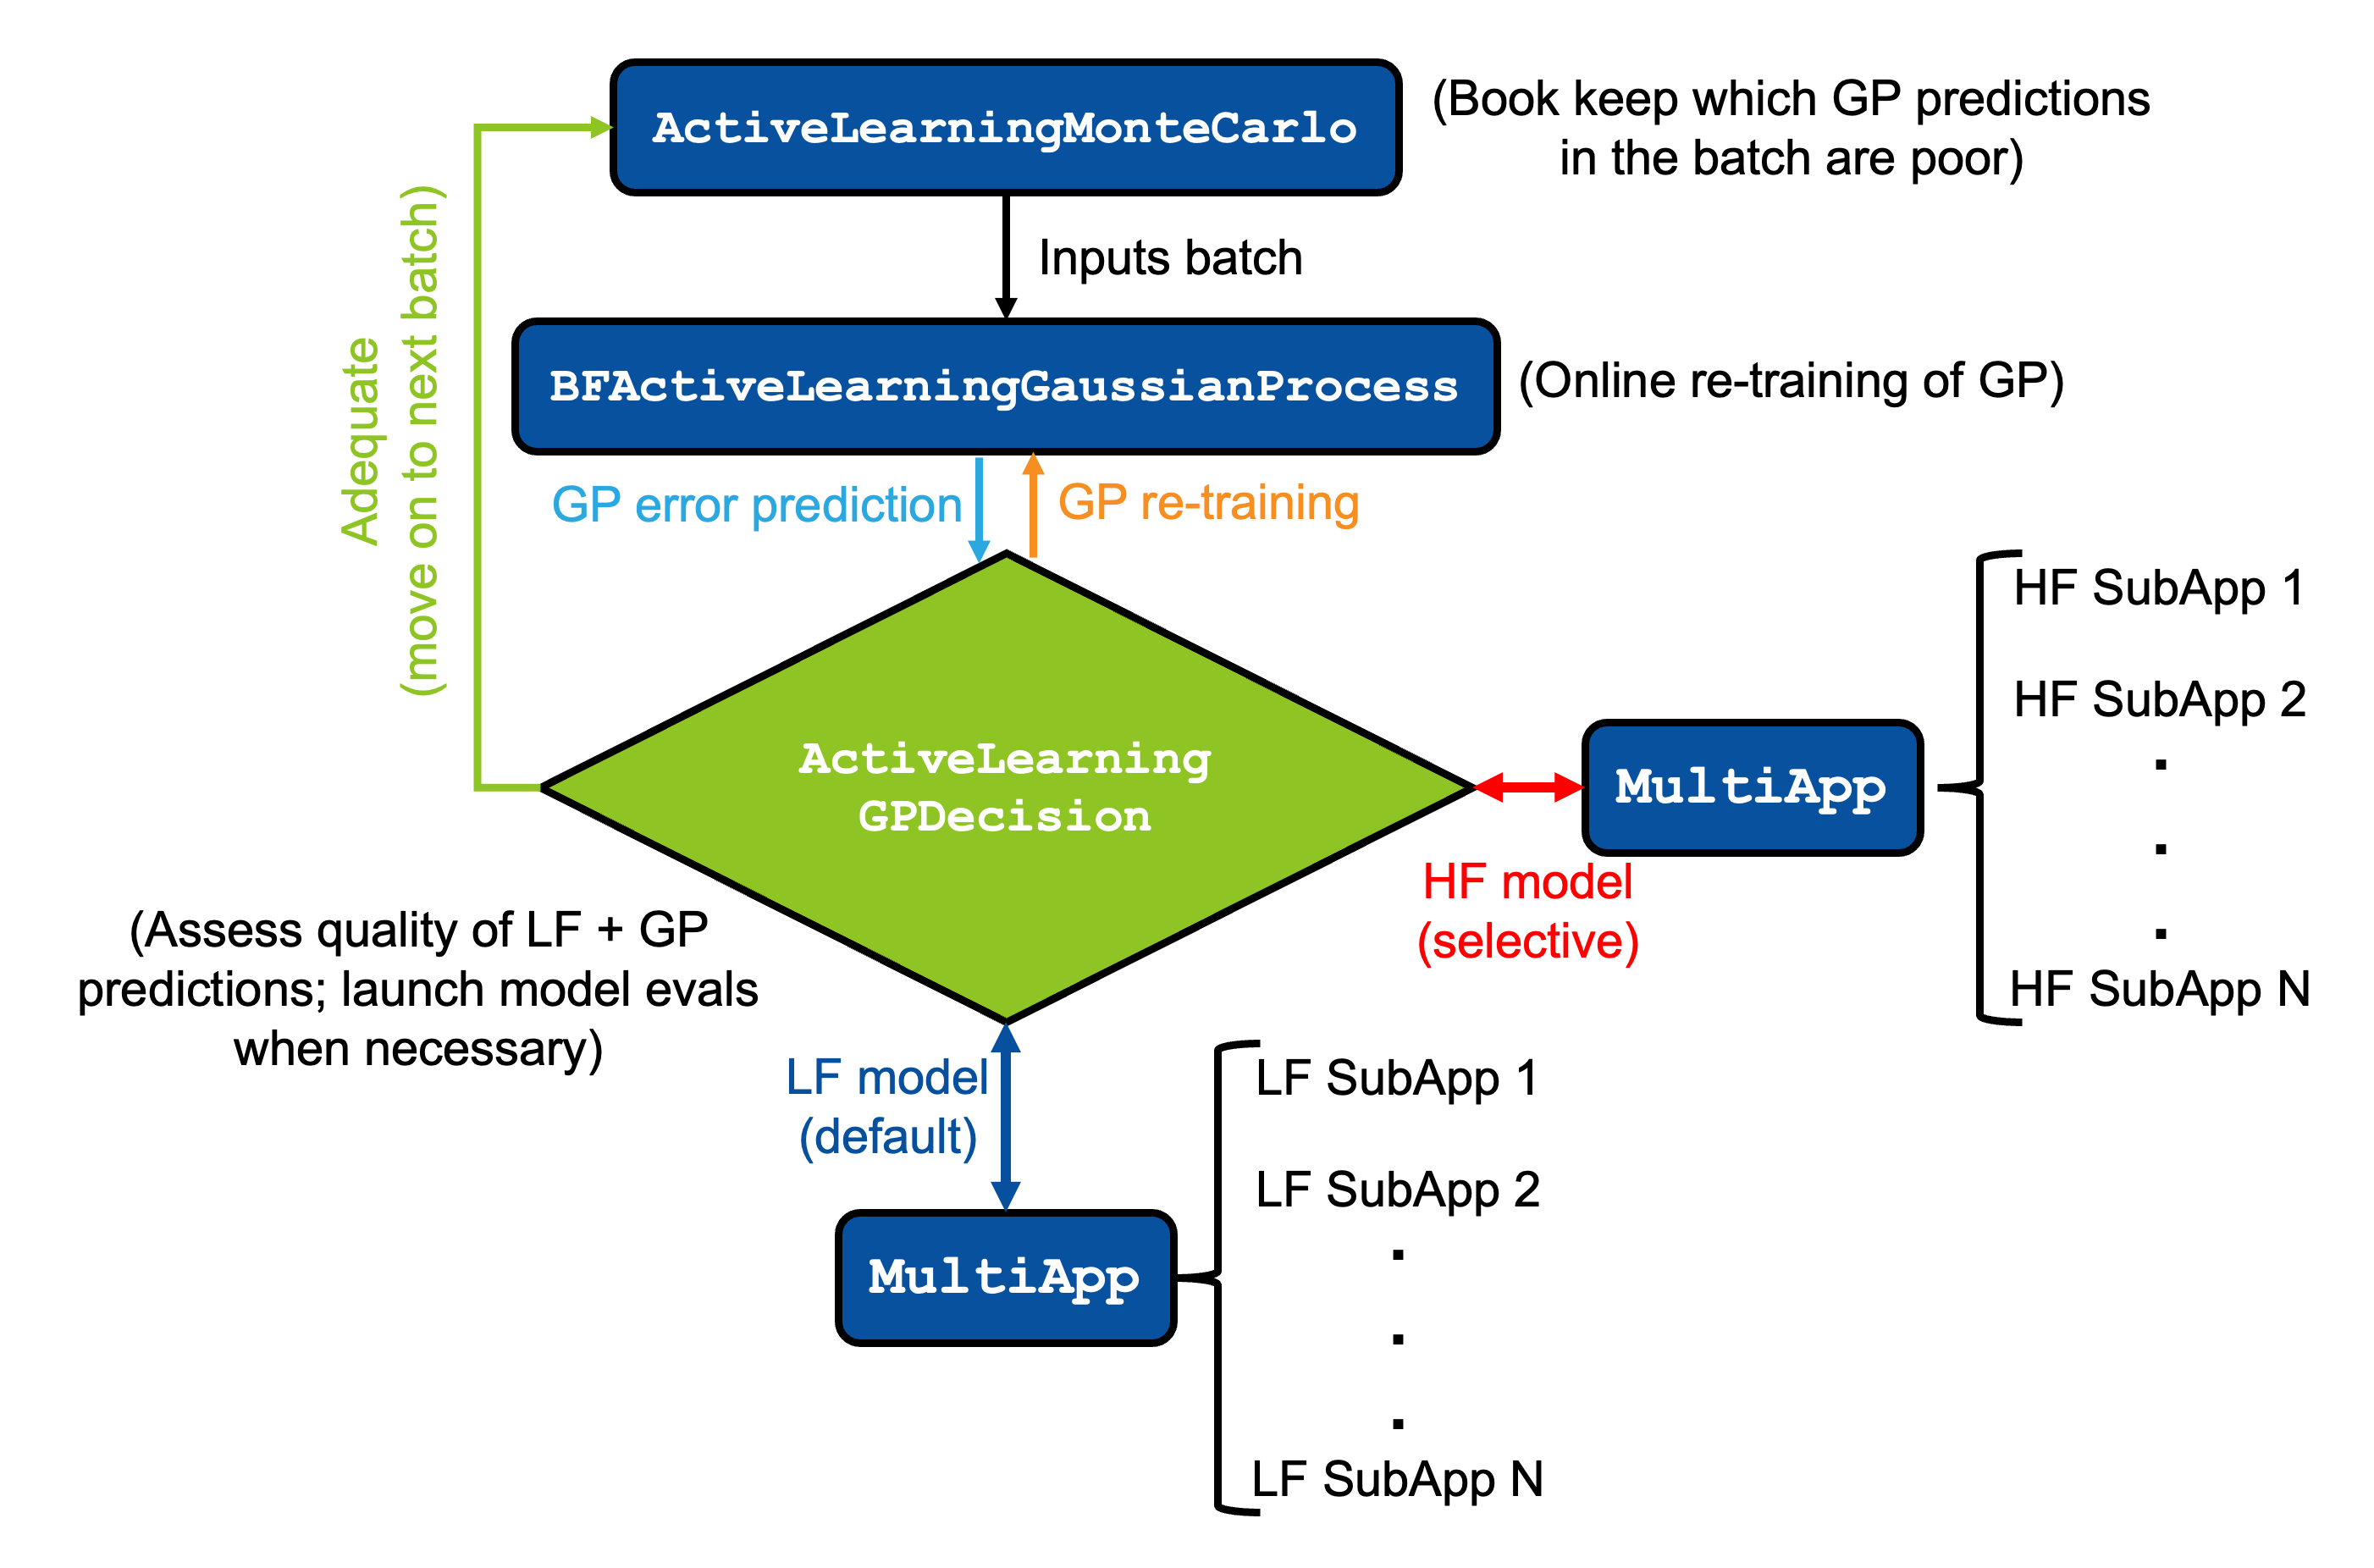 ActiveLearningMonteCarlo
(Book keep which GP predictions
in the batch are poor)
Inputs batch
Adequate
(move on to next batch)
BFActiveLearningGaussianProcess
(Online re-training of GP)
GP error prediction
GP re-training
ActiveLearning
GPDecision
HF SubApp 1
HF SubApp 2
.
.
.
HF SubApp N
MultiApp
HF model
(selective)
(Assess quality of LF + GP
predictions; launch model evals
when necessary)
LF model
(default)
MultiApp
LF SubApp 1
LF SubApp 2
.
.
.
LF SubApp N